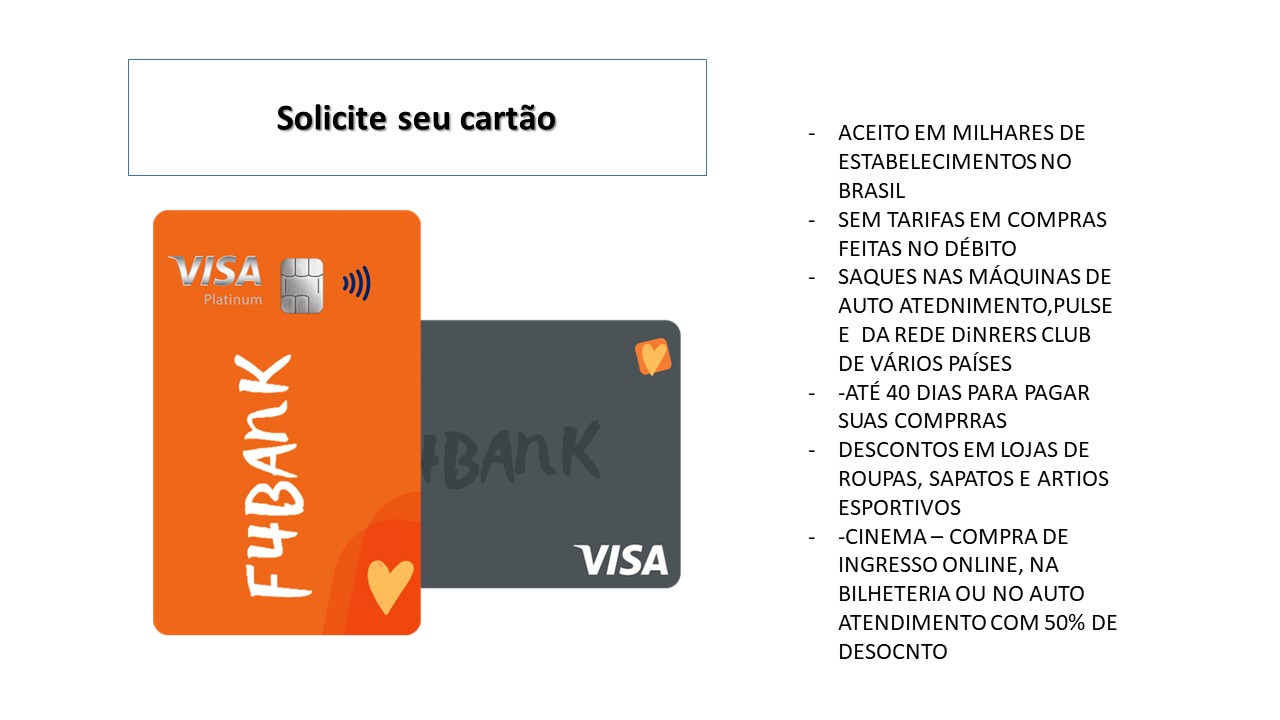 Solicite seu cartão
VISA
Platinum
F4BAnK
4BAnK
VISA
- ACEITO EM MILHARES DE
ESTABELECIMENTOS NO
BRASIL
- SEM TARIFAS EM COMPRAS
FEITAS NO DÉBITO
- SAQUES NAS MÁQUINAS DE
AUTO ATEDNIMENTO,PULSE
E DA REDE DiNRERS CLUB
DE VÁRIOS PAÍSES
- -ATÉ 40 DIAS PARA PAGAR
SUAS COMPRRAS
- DESCONTOS EM LOJAS DE
ROUPAS, SAPATOS E ARTIOS
ESPORTIVOS
- -CINEMA – COMPRA DE
INGRESSO ONLINE, NA
BILHETERIA OU NO AUTO
ATENDIMENTO COM 50% DE
DESOCNTO